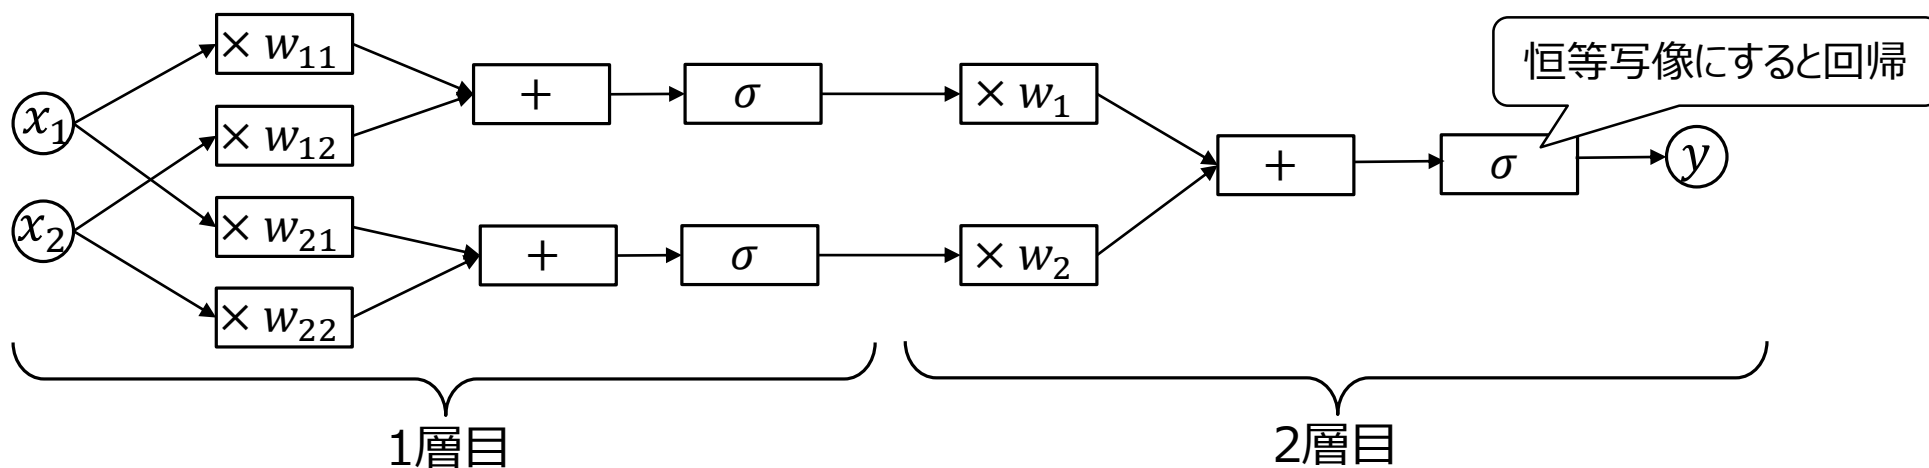 恒等写像にすると回帰
x₁
x₂
× w₁₁
× w₁₂
× w₂₁
× w₂₂
+
+
σ
σ
× w₁
× w₂
+
σ
y
1層目
2層目